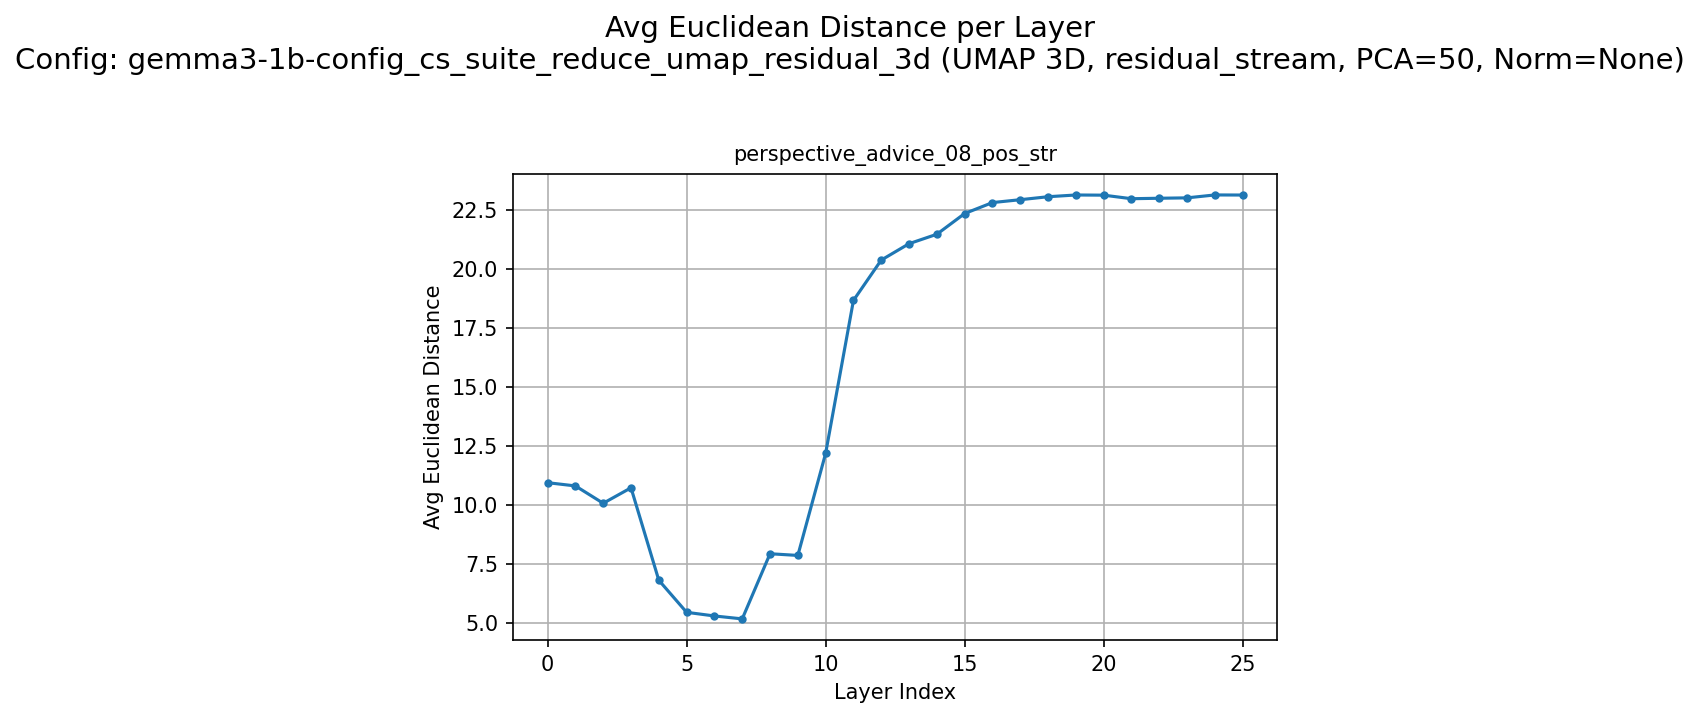 Avg Euclidean Distance per Layer
Config: gemma3-1b-config_cs_suite_reduce_umap_residual_3d (UMAP 3D, residual_stream, PCA=50, Norm=None)
perspective_advice_08_pos_str
Avg Euclidean Distance
22.5
20.0
17.5
15.0
12.5
10.0
7.5
5.0
0 5 10 15 20 25
Layer Index